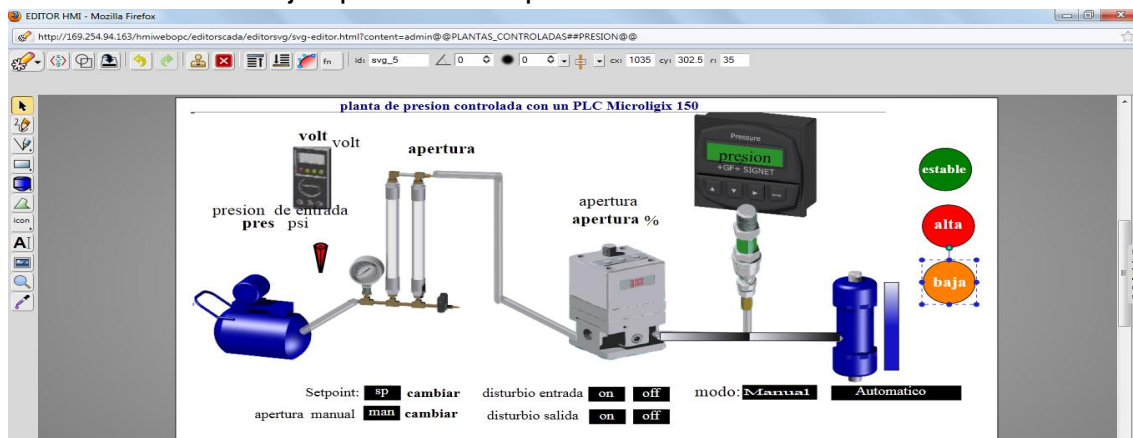 EDITOR HMI - Mozilla Firefox
http://169.254.94.163/hmiwebopc/editorscada/editorsvg/svg-editor.html?content=admin@@PLANTAS_CONTROLADAS##PRESION@@
fn id: svg_5 0 0 cx: 1035 cy: 302.5 r: 35
planta de presion controlada con un PLC Microligix 150
volt
volt
apertura
Pressure
presion
+GF+ SIGNET
estable
presion de entrada
pres psi
apertura
apertura %
alta
baja
icon
A
Setpoint: sp cambiar disturbio entrada on off modo: Manual Automatico
apertura manual man cambiar disturbio salida on off